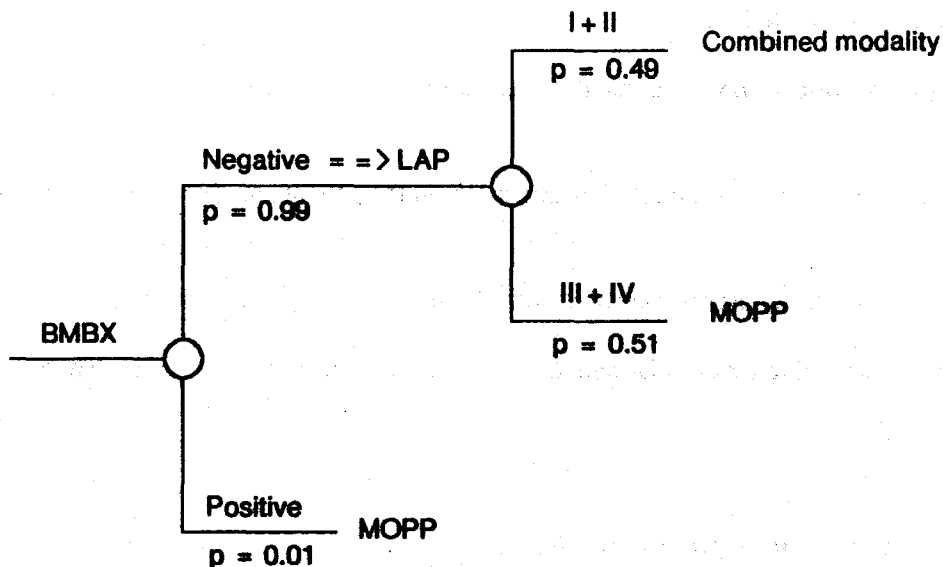 I + II
p = 0.49
Combined modality
Negative = = > LAP
p = 0.99
III + IV
p = 0.51
MOPP
BMBX
Positive
p = 0.01
MOPP